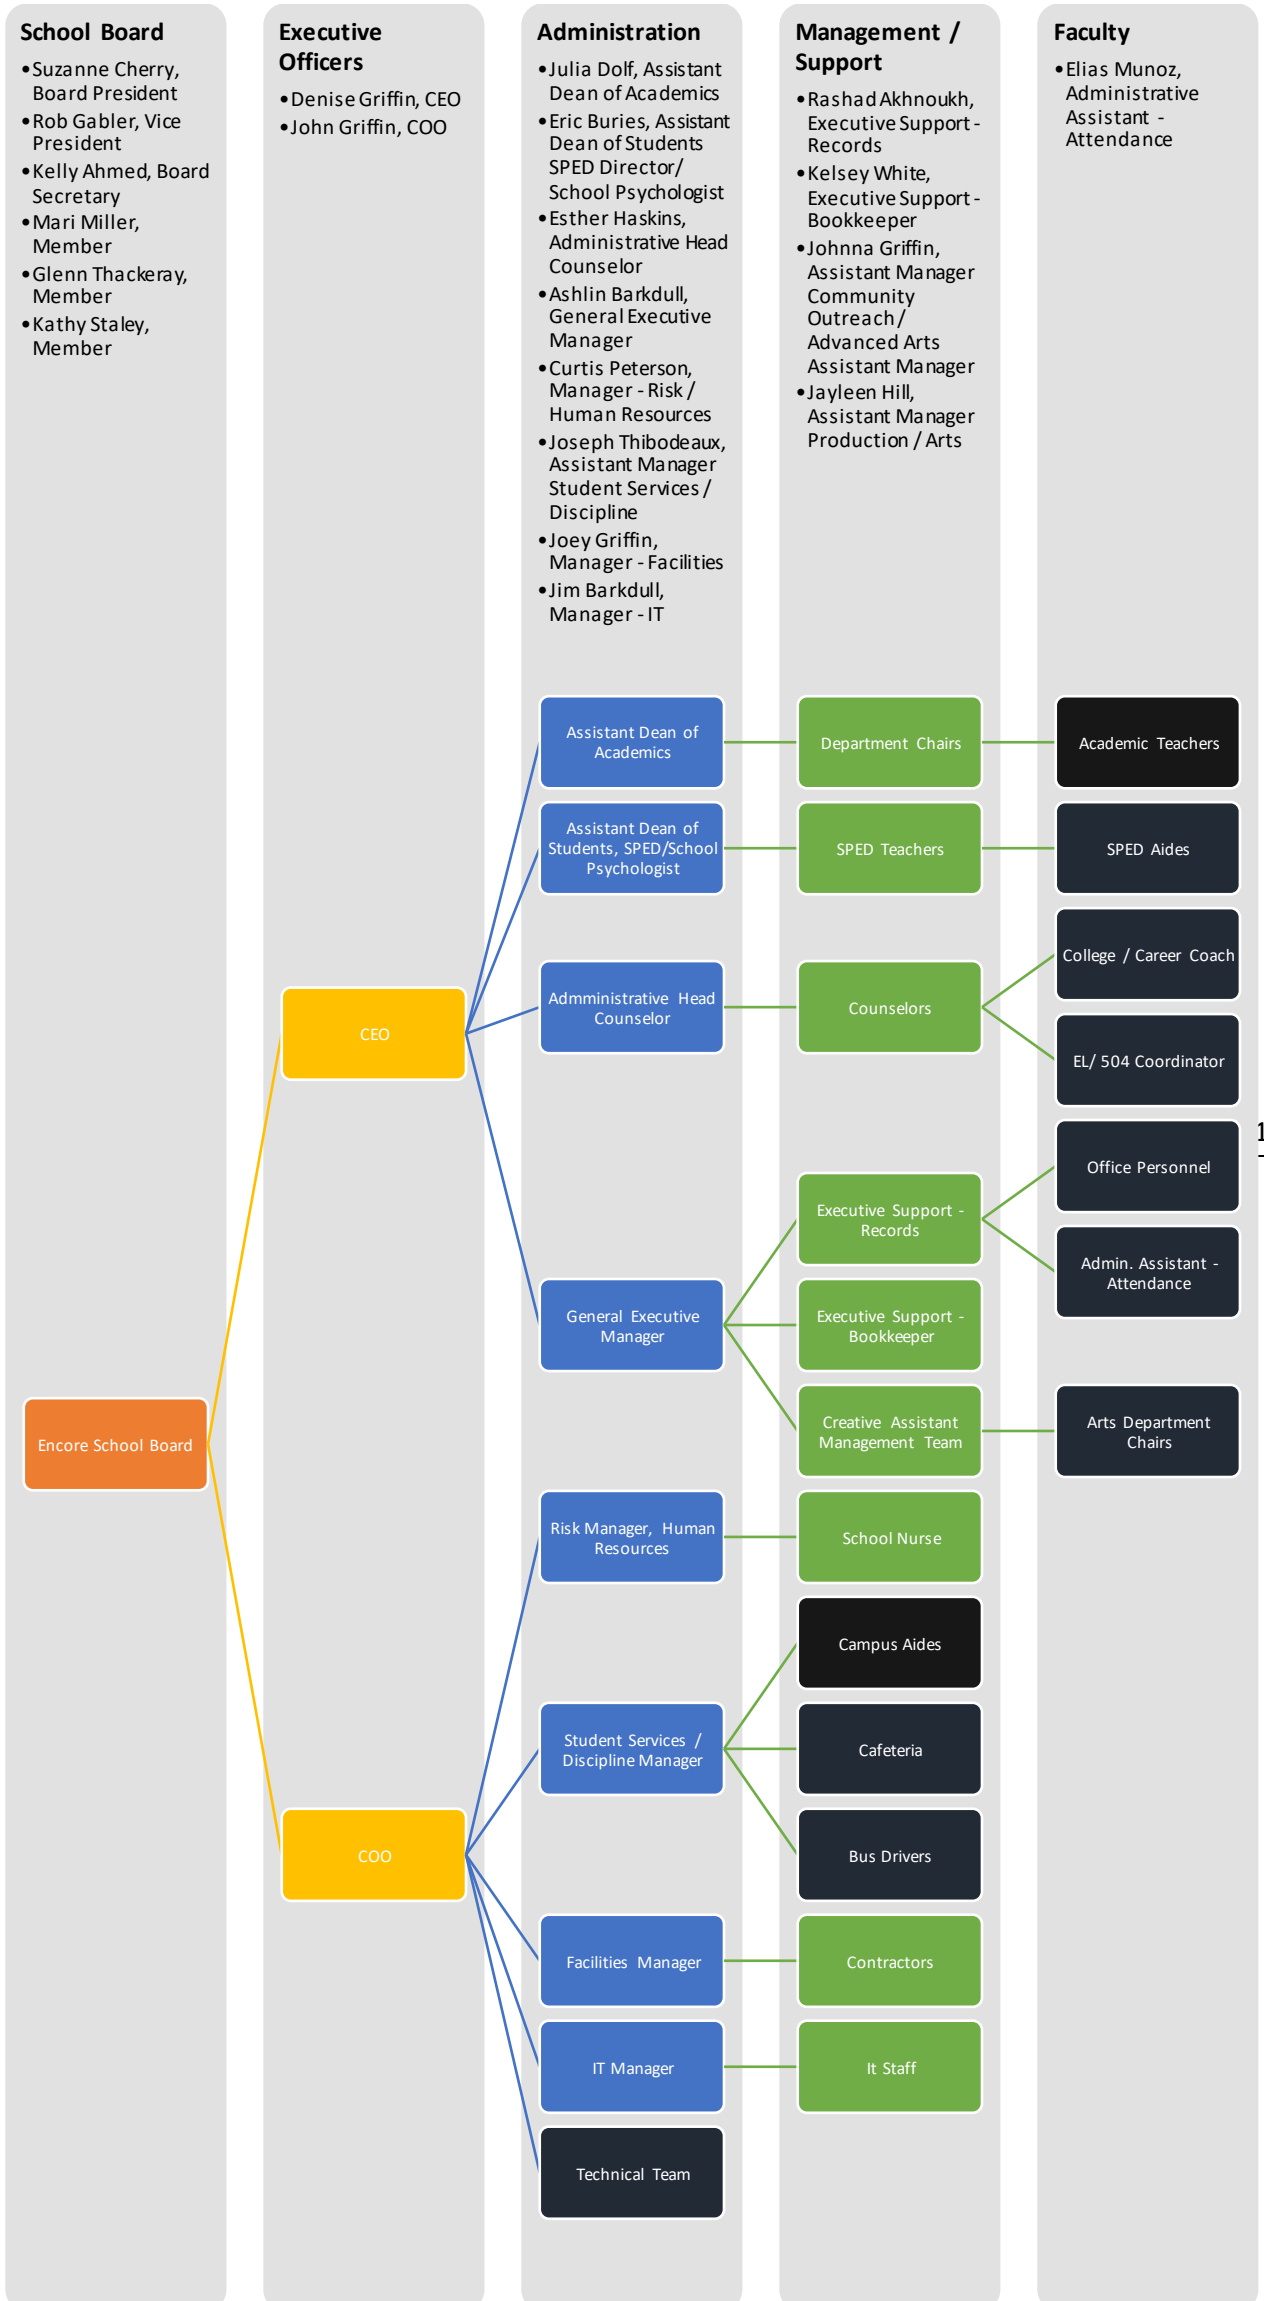 School Board
•Suzanne Cherry,
Board President
•Rob Gabler, Vice
President
•Kelly Ahmed, Board
Secretary
•Mari Miller,
Member
•Glenn Thackeray,
Member
•Kathy Staley,
Member
Executive
Officers
•Denise Griffin, CEO
•John Griffin, COO
Administration
•Julia Dolf, Assistant
Dean of Academics
•Eric Buries, Assistant
Dean of Students
SPED Director/
School Psychologist
•Esther Haskins,
Administrative Head
Counselor
•Ashlin Barkdull,
General Executive
Manager
•Curtis Peterson,
Manager - Risk /
Human Resources
•Joseph Thibodeaux,
Assistant Manager
Student Services /
Discipline
•Joey Griffin,
Manager - Facilities
•Jim Barkdull,
Manager - IT
Management /
Support
•Rashad Akhnoukh,
Executive Support -
Records
•Kelsey White,
Executive Support -
Bookkeeper
•Johnna Griffin,
Assistant Manager
Community
Outreach /
Advanced Arts
Assistant Manager
•Jayleen Hill,
Assistant Manager
Production / Arts
Faculty
•Elias Munoz,
Administrative
Assistant -
Attendance
Encore School Board
CEO
COO
Assistant Dean of
Academics
Department Chairs
Academic Teachers
Assistant Dean of
Students, SPED/School
Psychologist
SPED Teachers
SPED Aides
Admministrative Head
Counselor
Counselors
College / Career Coach
EL/ 504 Coordinator
General Executive
Manager
Executive Support -
Records
Office Personnel
Admin. Assistant -
Attendance
Executive Support -
Bookkeeper
Creative Assistant
Management Team
Arts Department
Chairs
Risk Manager, Human
Resources
School Nurse
Student Services /
Discipline Manager
Campus Aides
Cafeteria
Bus Drivers
Facilities Manager
Contractors
IT Manager
It Staff
Technical Team
1